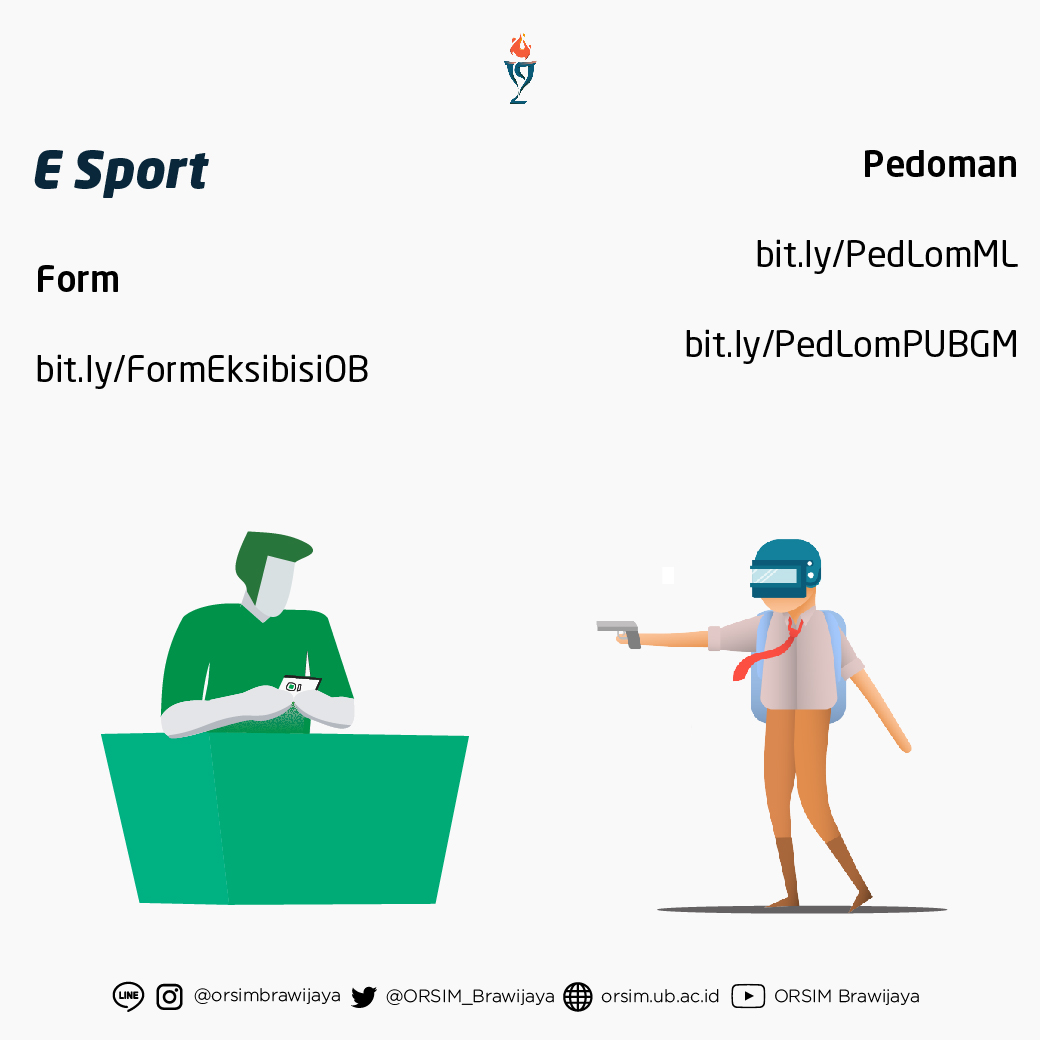 E Sport
Form
bit.ly/FormEksibisiOB
Pedoman
bit.ly/PedLomML
bit.ly/PedLomPUBGM
LINE @orsimbrawijaya @ORSIM_Brawijaya orsim.ub.ac.id ORSIM Brawijaya